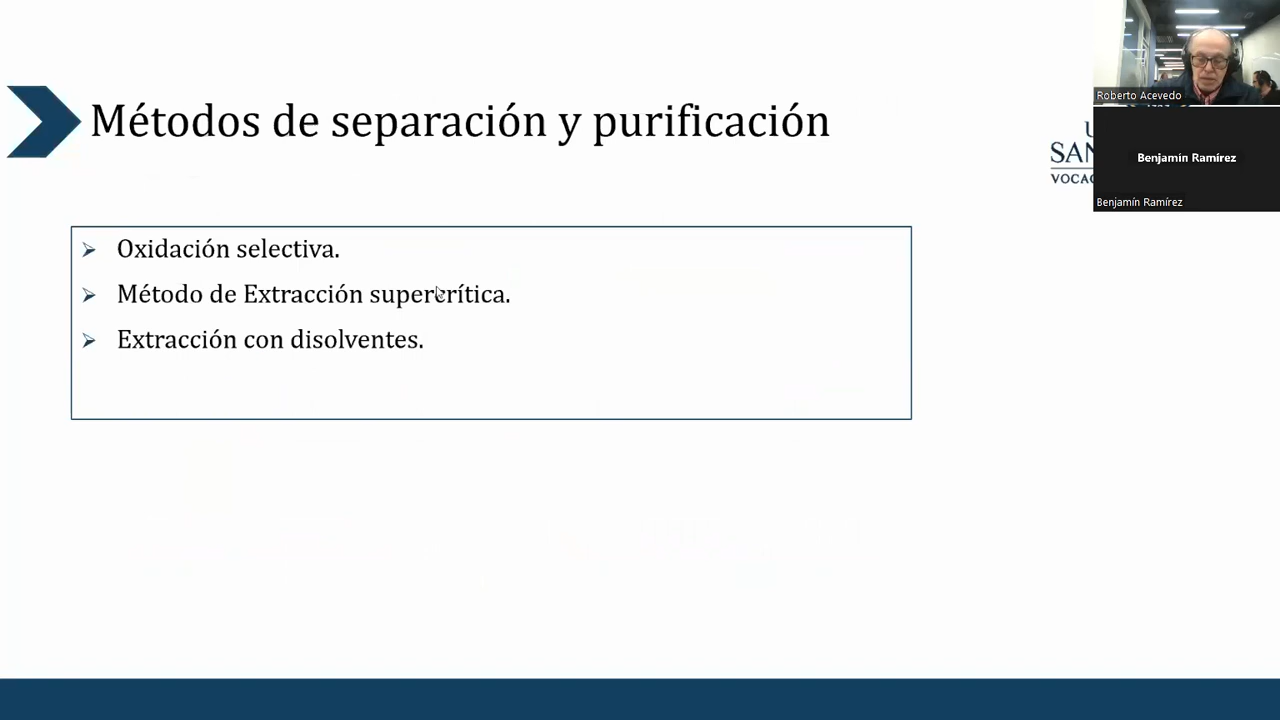 Métodos de separación y purificación
Oxidación selectiva.
Método de Extracción supercrítica.
Extracción con disolventes.
Roberto Acevedo
Benjamín Ramírez
Benjamín Ramírez